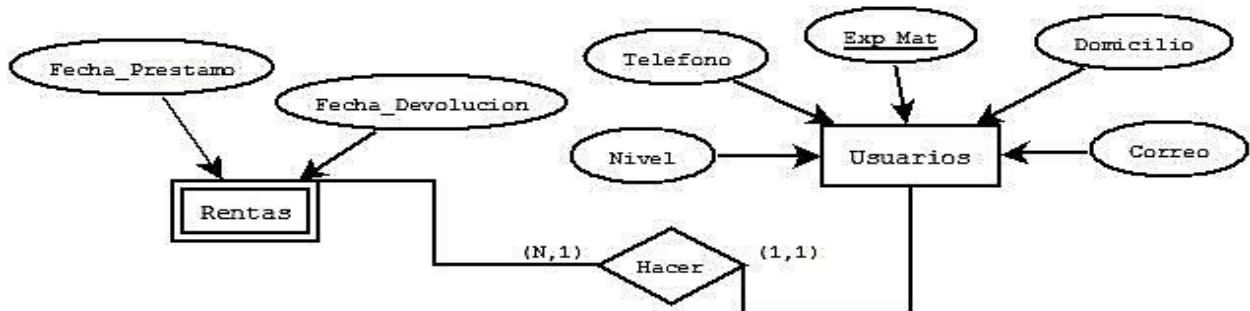 Exp Mat
Telefono
Domicilio
Fecha_Prestamo
Fecha_Devolucion
Nivel
Usuarios
Correo
Rentas
(N,1)
Hacer
(1,1)